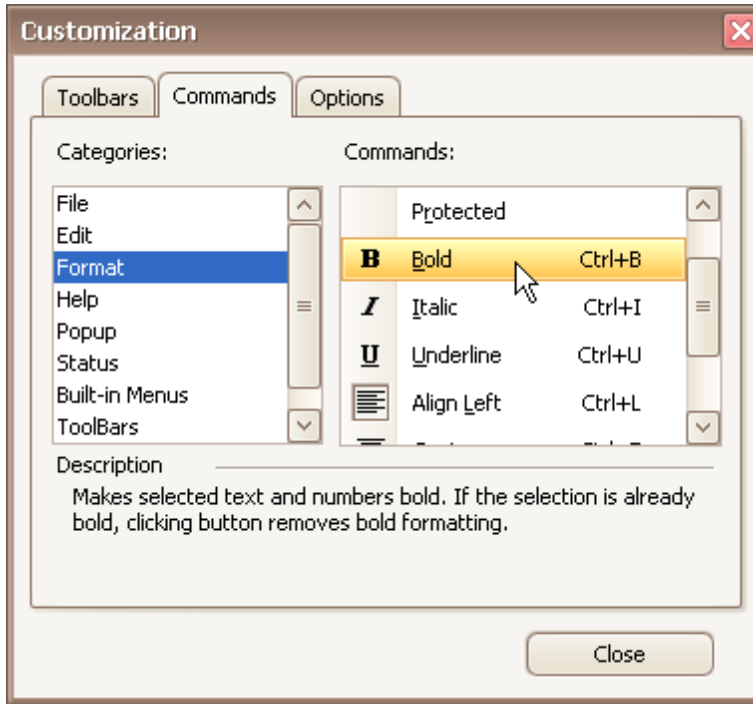 Customization
Toolbars Commands Options
Categories: Commands:
File
Edit
Format
Help
Popup
Status
Built-in Menus
ToolBars
Protected
B Bold Ctrl+B
I Italic Ctrl+I
U Underline Ctrl+U
Align Left Ctrl+L
Description
Makes selected text and numbers bold. If the selection is already
bold, clicking button removes bold formatting.
Close